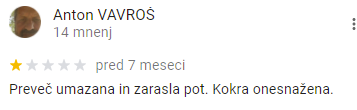 Anton VAVROŠ
14 mnenj
pred 7 meseci
Preveč umazana in zarasla pot. Kokra onesnažena.